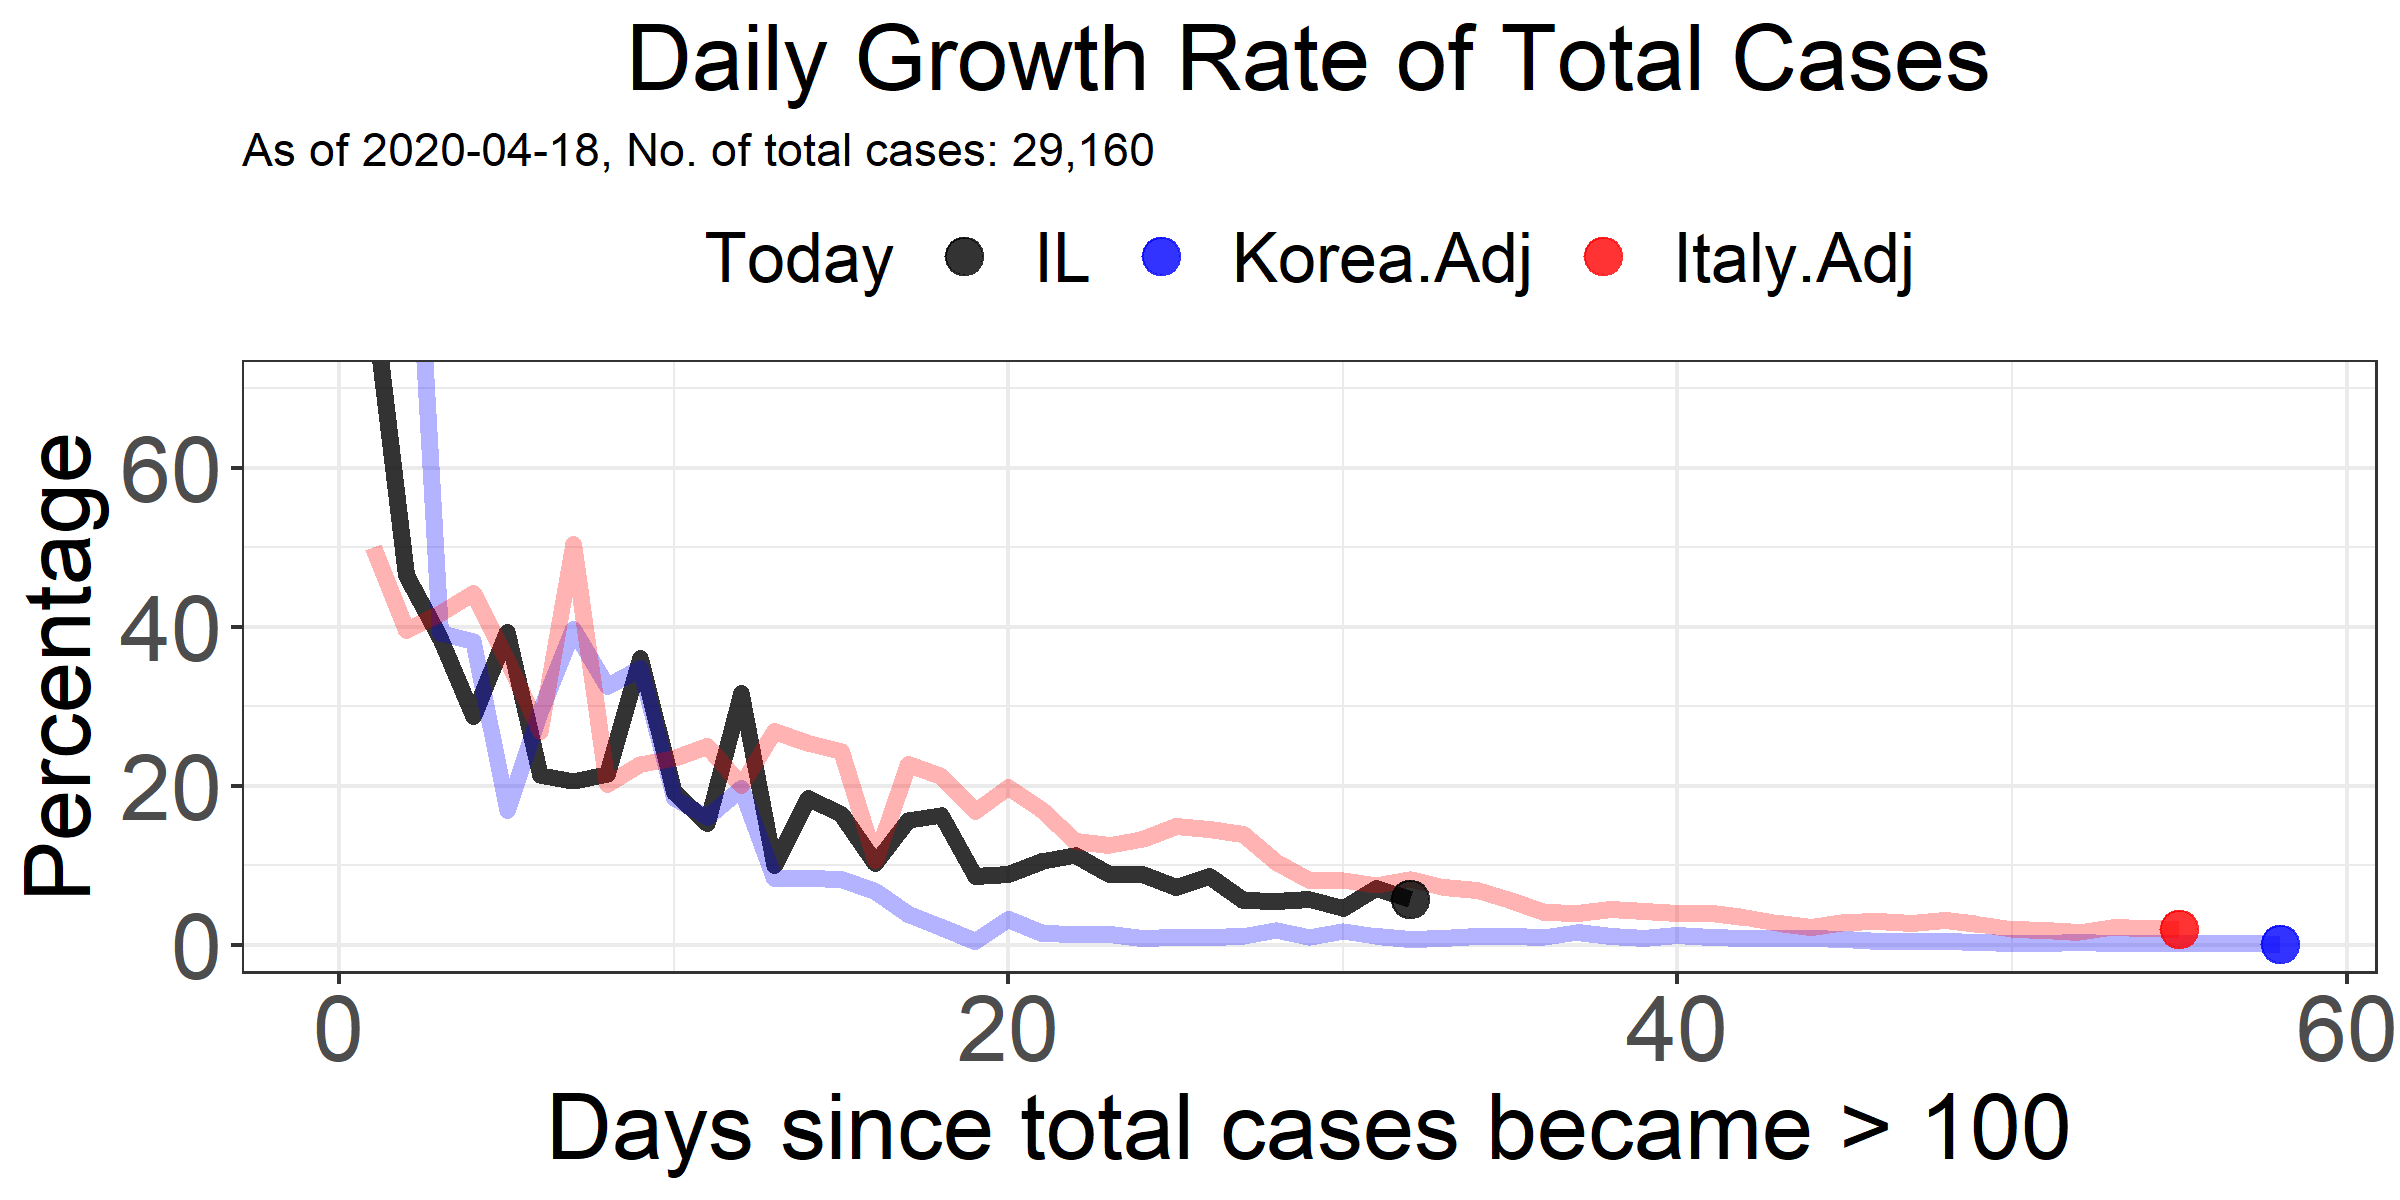 Daily Growth Rate of Total Cases
As of 2020-04-18, No. of total cases: 29,160
Today IL Korea.Adj Italy.Adj
Percentage
60
40
20
0
0 20 40 60
Days since total cases became > 100